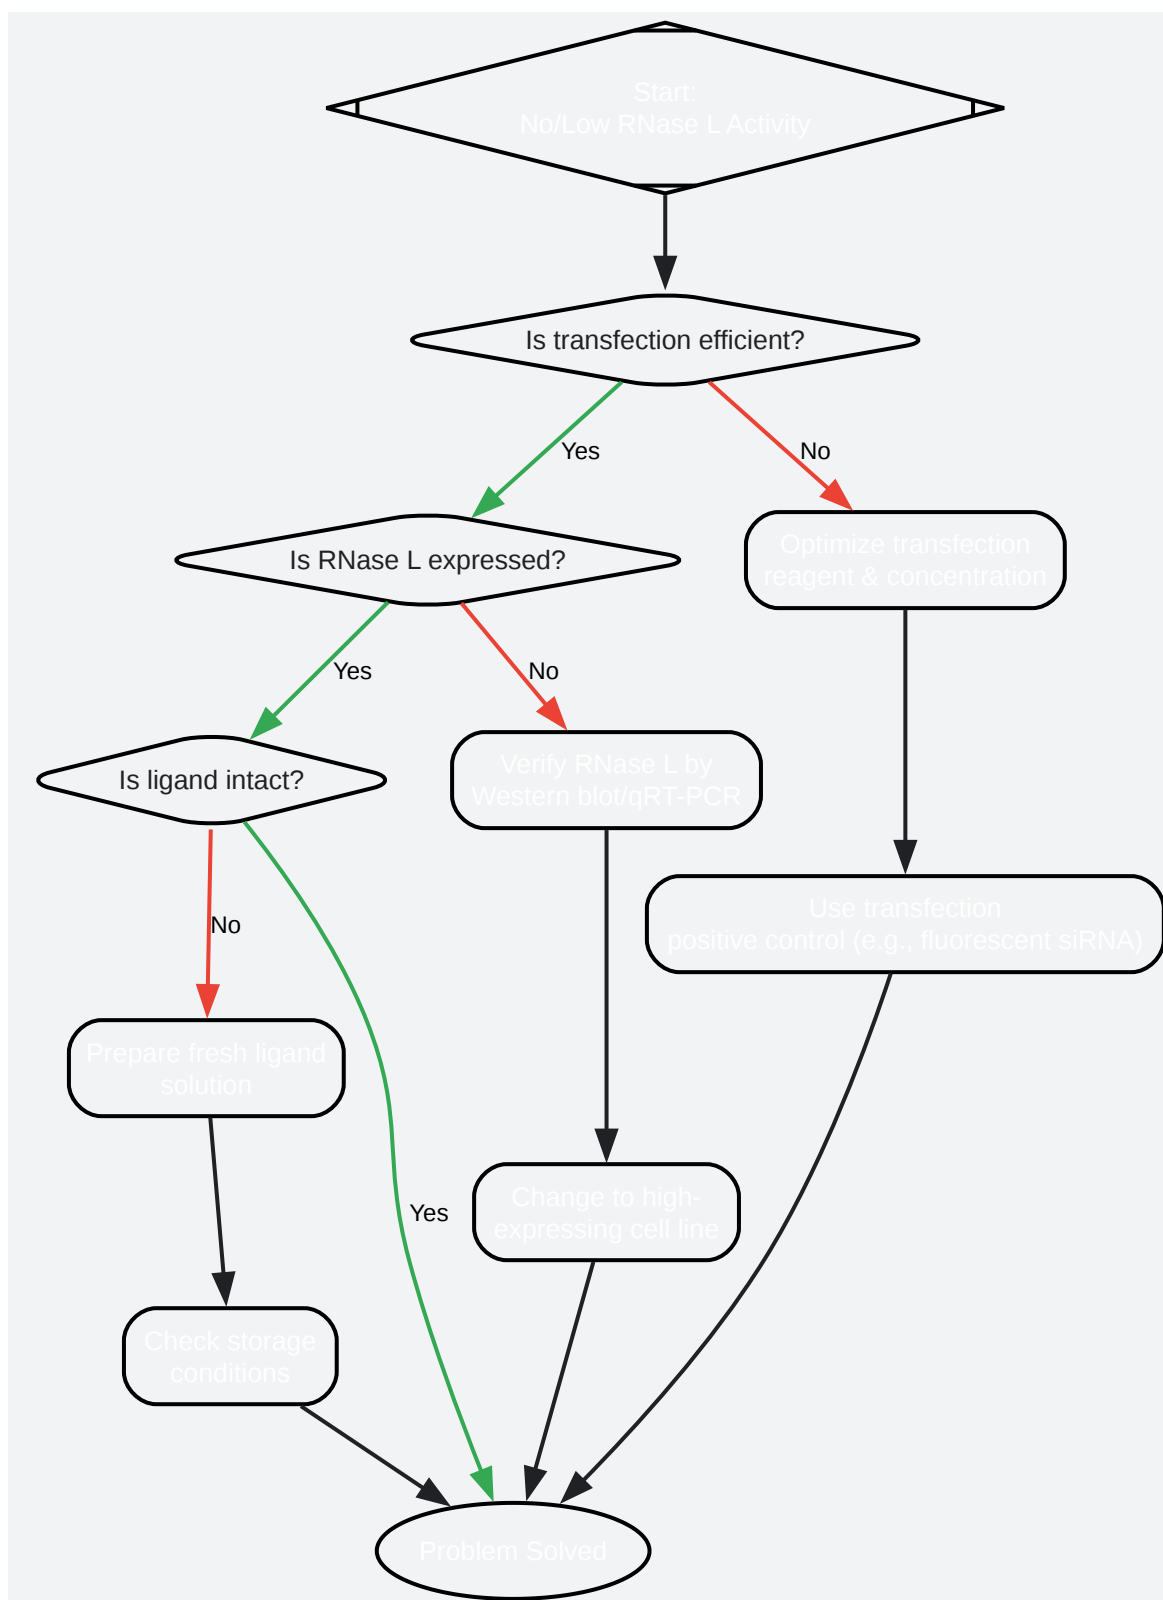 Start:
No/Low RNase L Activity
Is transfection efficient?
Yes
No
Is RNase L expressed?
Optimize transfection
reagent & concentration
Yes
No
Is ligand intact?
Verify RNase L by
Western blot/qRT-PCR
Use transfection
positive control (e.g., fluorescent siRNA)
No
Prepare fresh ligand
solution
Yes
Change to high-
expressing cell line
Check storage
conditions
Problem Solved